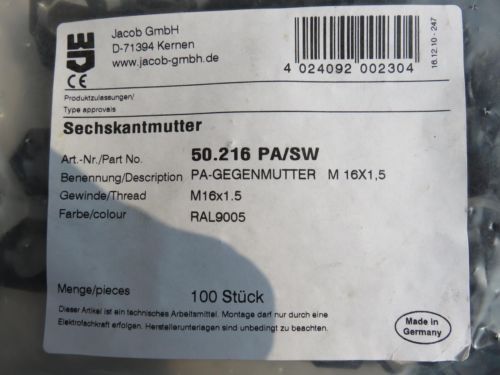 Jacob GmbH
D-71394 Kernen
www.jacob-gmbh.de
CE
4 024092 002304
16.12.10 - 247
Produktzulassungen/
Type approvals
Sechskantmutter
Art.-Nr./Part No. 50.216 PA/SW
Benennung/Description PA-GEGENMUTTER M 16X1,5
Gewinde/Thread M16x1.5
Farbe/colour RAL9005
Menge/pieces 100 Stück
Dieser Artikel ist ein technisches Arbeitsmittel. Montage darf nur durch eine
Elektrofachkraft erfolgen. Herstellerunterlagen sind unbedingt zu beachten.
Made in
Germany